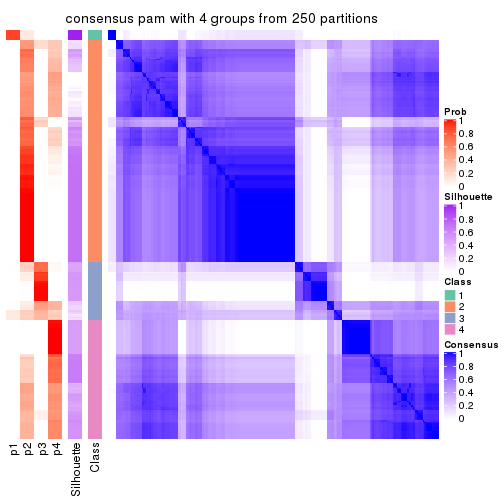 consensus pam with 4 groups from 250 partitions
Prob
1
0.8
0.6
0.4
0.2
0
Silhouette
1
0.8
0.6
0.4
0.2
0
Class
1
2
3
4
Consensus
1
0.8
0.6
0.4
0.2
0
p1
p2
p3
p4
Silhouette
Class